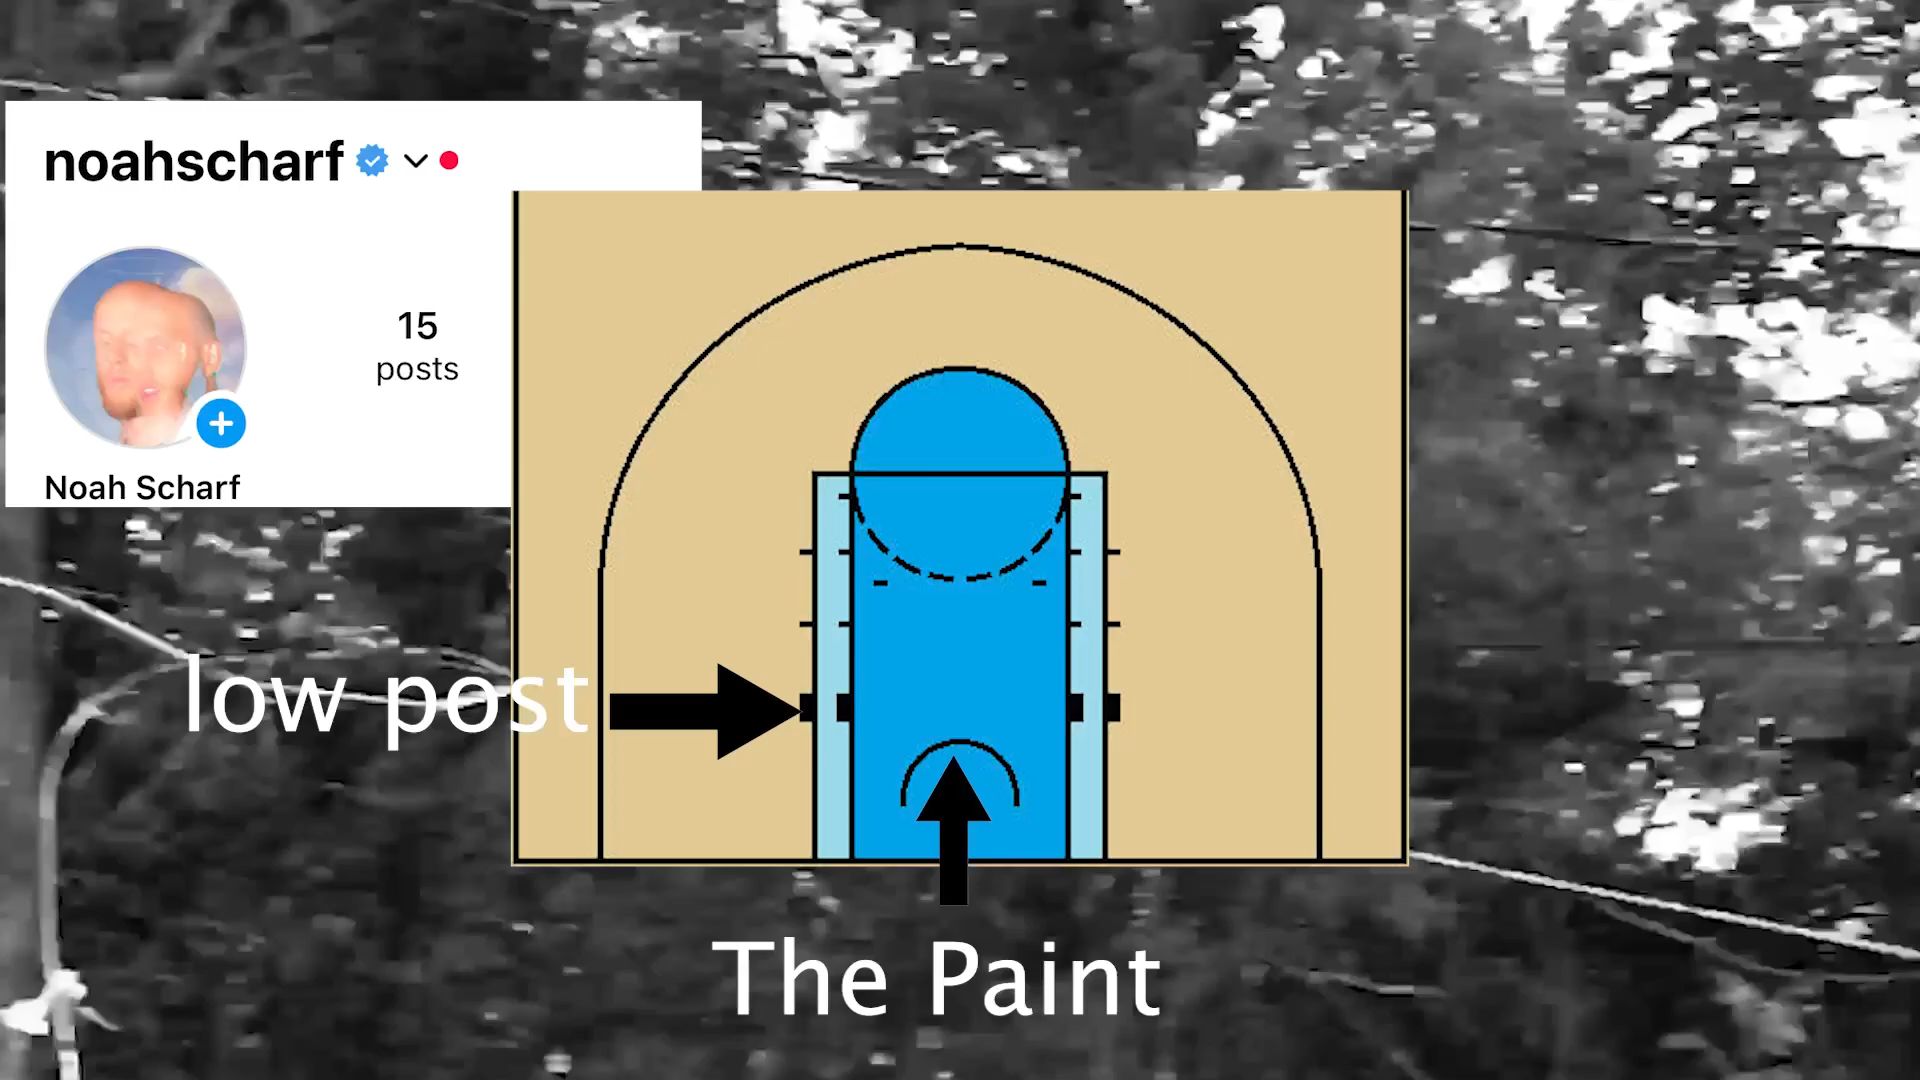 noahscharf
15
posts
Noah Scharf
low post
The Paint